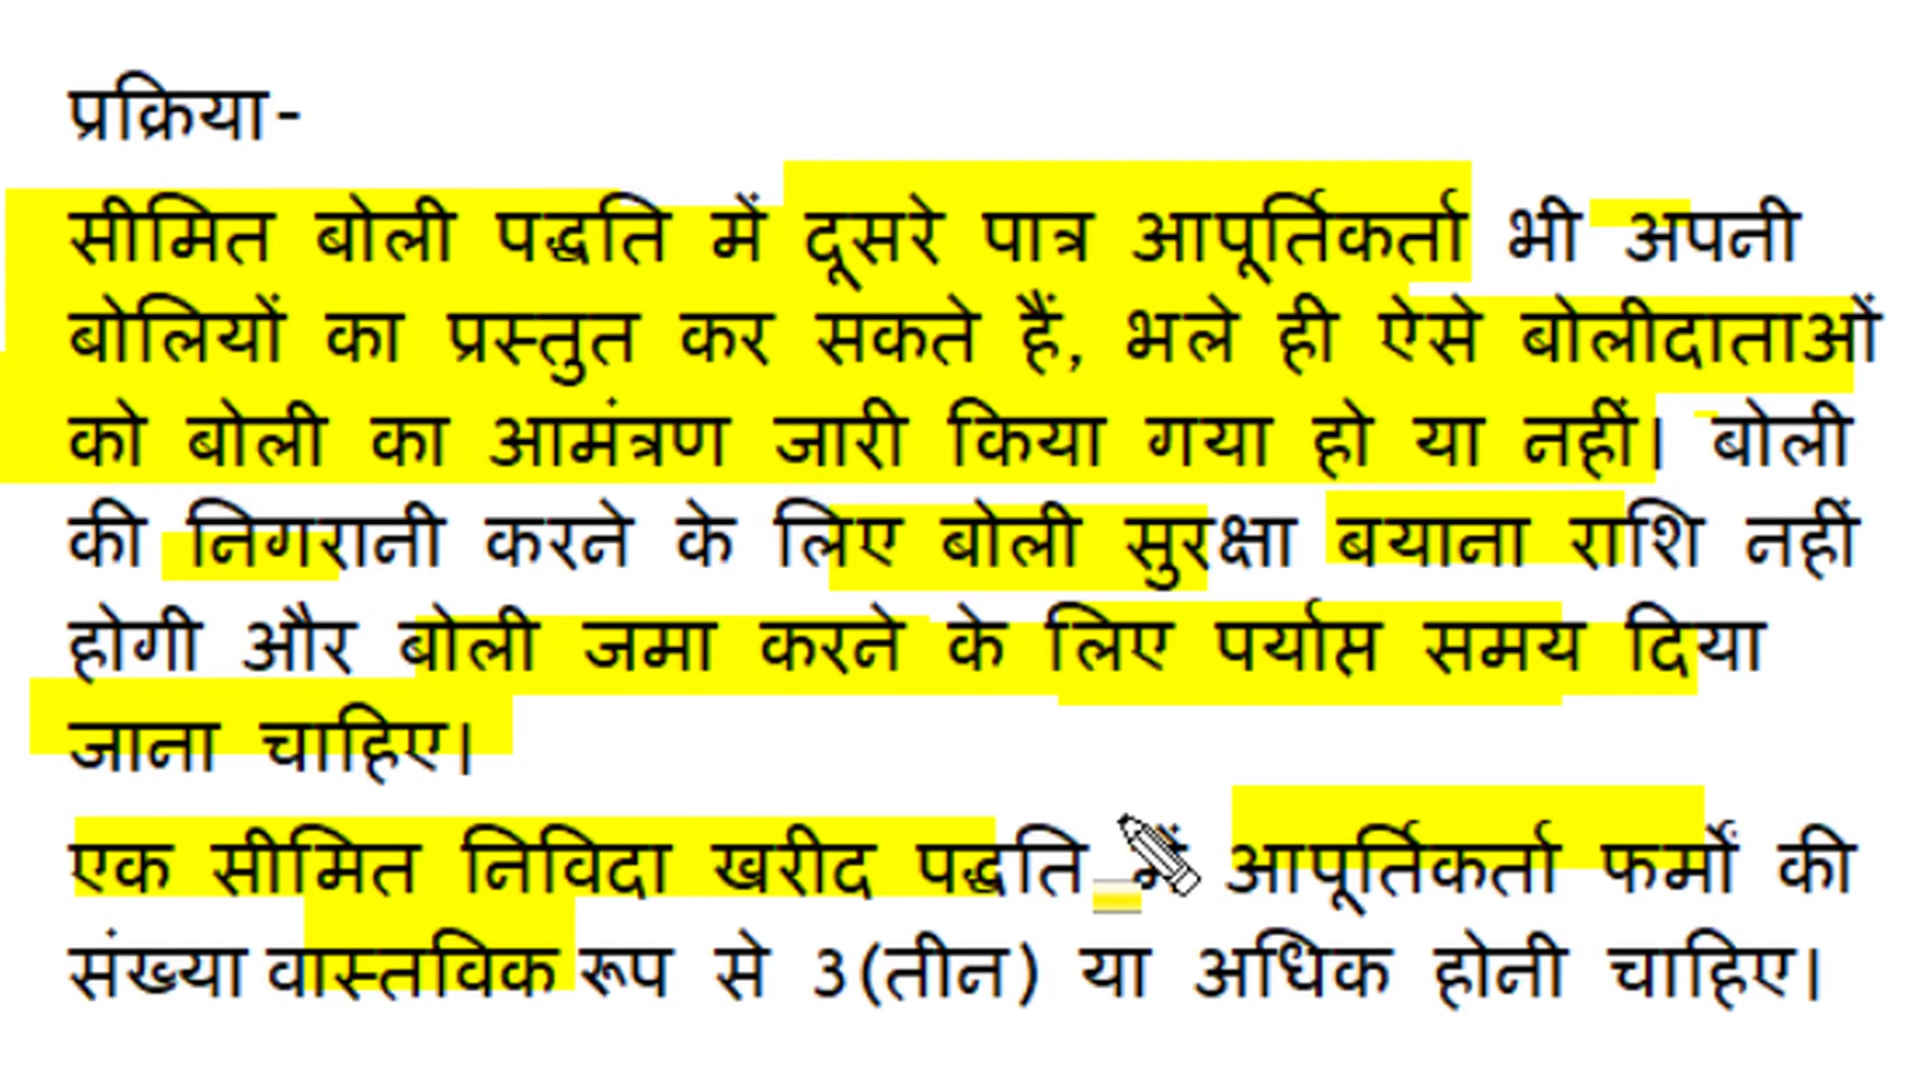 प्रक्रिया-
सीमित बोली पद्धति में दूसरे पात्र आपूर्तिकर्ता भी अपनी
बोलियों का प्रस्तुत कर सकते हैं, भले ही ऐसे बोलीदाताओं
को बोली का आमंत्रण जारी किया गया हो या नहीं। बोली
की निगरानी करने के लिए बोली सुरक्षा बयाना राशि नहीं
होगी और बोली जमा करने के लिए पर्याप्त समय दिया
जाना चाहिए।
एक सीमित निविदा खरीद पद्धति में आपूर्तिकर्ता फर्मों की
संख्या वास्तविक रूप से 3(तीन) या अधिक होनी चाहिए।